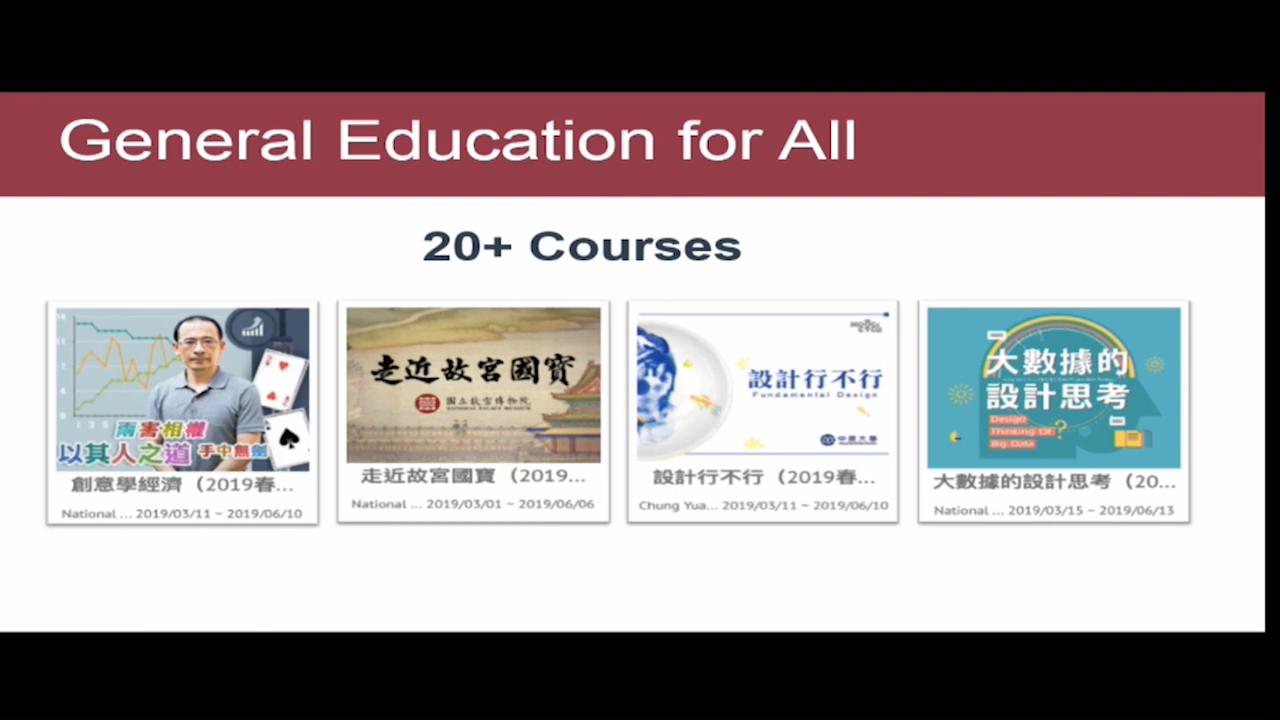 General Education for All
20+ Courses
兩害相權
以其人之道 手中無劍
創意學經濟（2019春...
National ... 2019/03/11 ~ 2019/06/10
走近故宮國寶
國立故宮博物院
NATIONAL PALACE MUSEUM
走近故宮國寶（2019...
National ... 2019/03/01 ~ 2019/06/06
設計行不行
Fundamental Design
中原大學
設計行不行（2019春...
Chung Yua... 2019/03/11 ~ 2019/06/10
大數據的
設計思考
Design
Thinking Of
Big Data
大數據的設計思考（20...
National ... 2019/03/15 ~ 2019/06/13